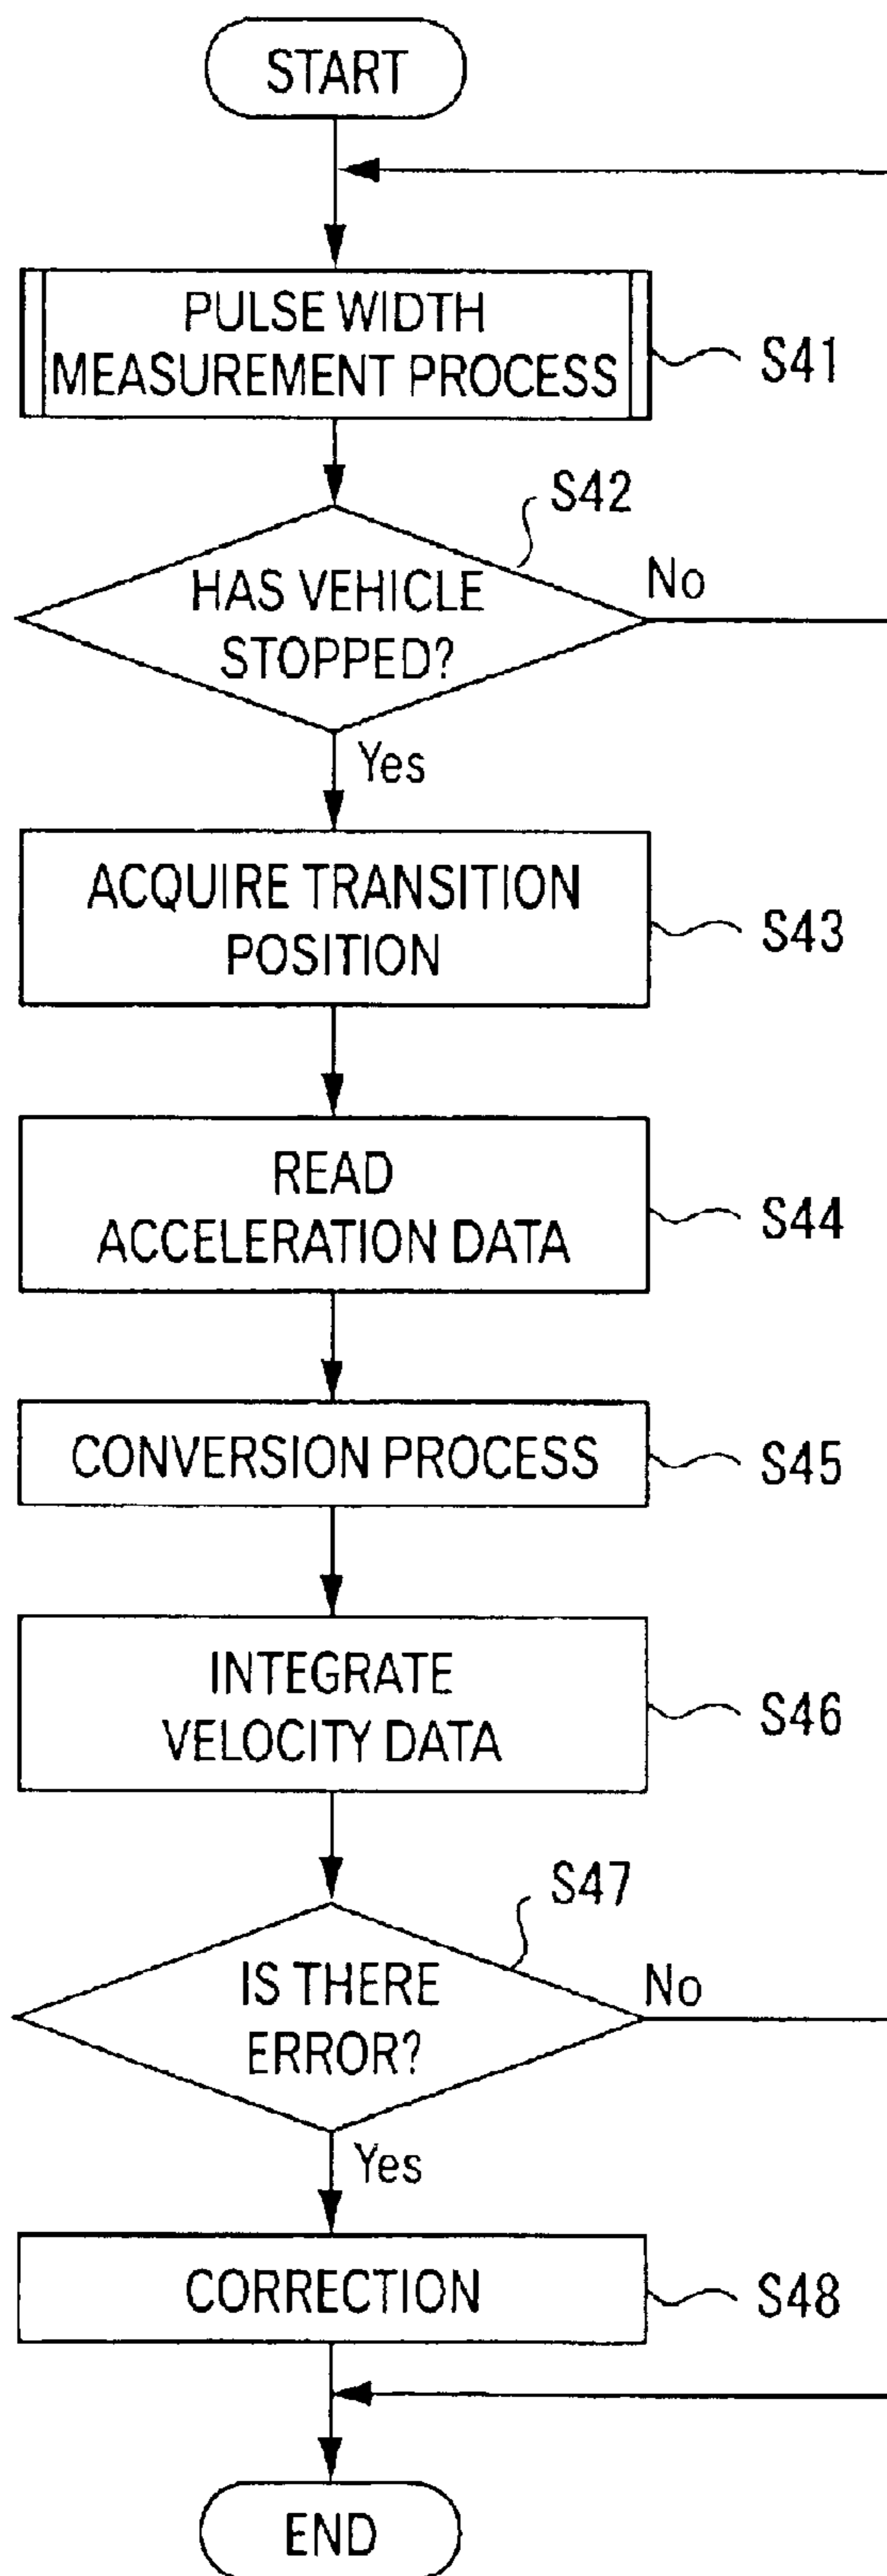 START
PULSE WIDTH
MEASUREMENT PROCESS
S41
S42
HAS VEHICLE
STOPPED?
No
Yes
ACQUIRE TRANSITION
POSITION
S43
READ
ACCELERATION DATA
S44
CONVERSION PROCESS
S45
INTEGRATE
VELOCITY DATA
S46
S47
IS THERE
ERROR?
No
Yes
CORRECTION
S48
END